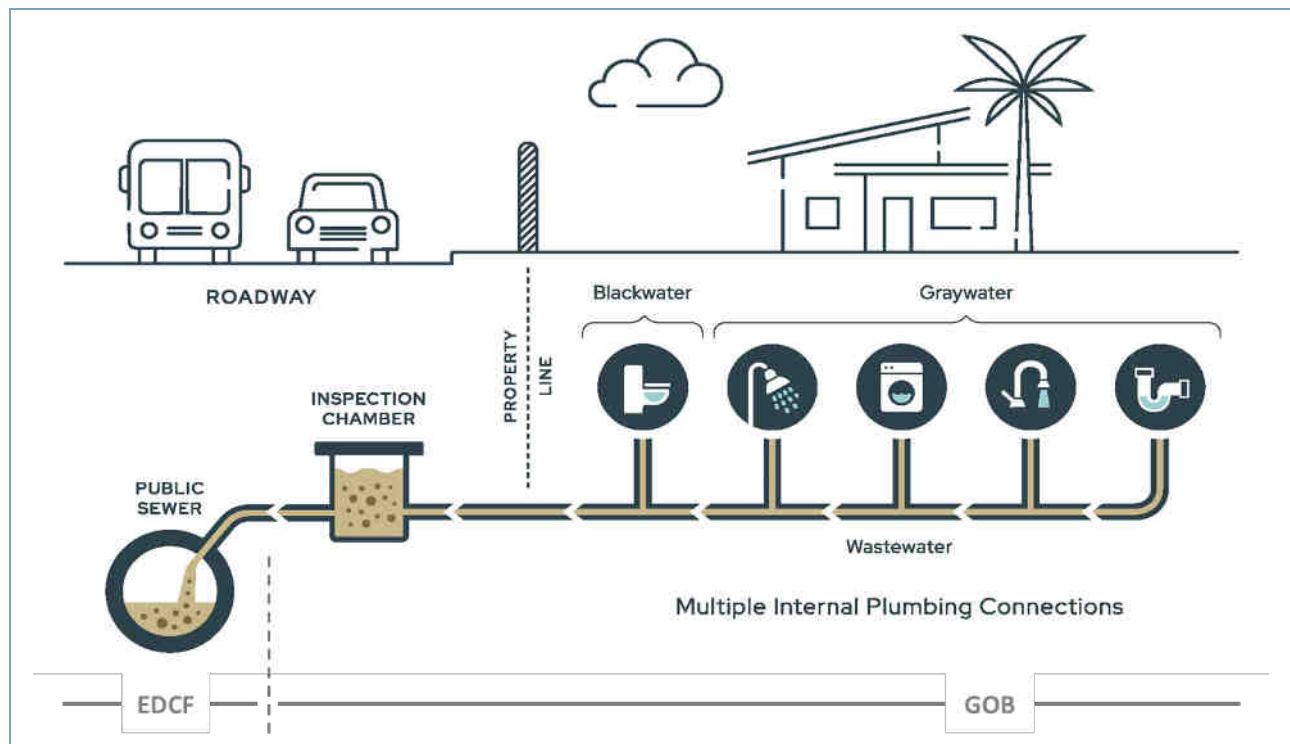 ROADWAY
Blackwater
Graywater
PROPERTY
LINE
INSPECTION
CHAMBER
PUBLIC
SEWER
Wastewater
Multiple Internal Plumbing Connections
EDCF
GOB